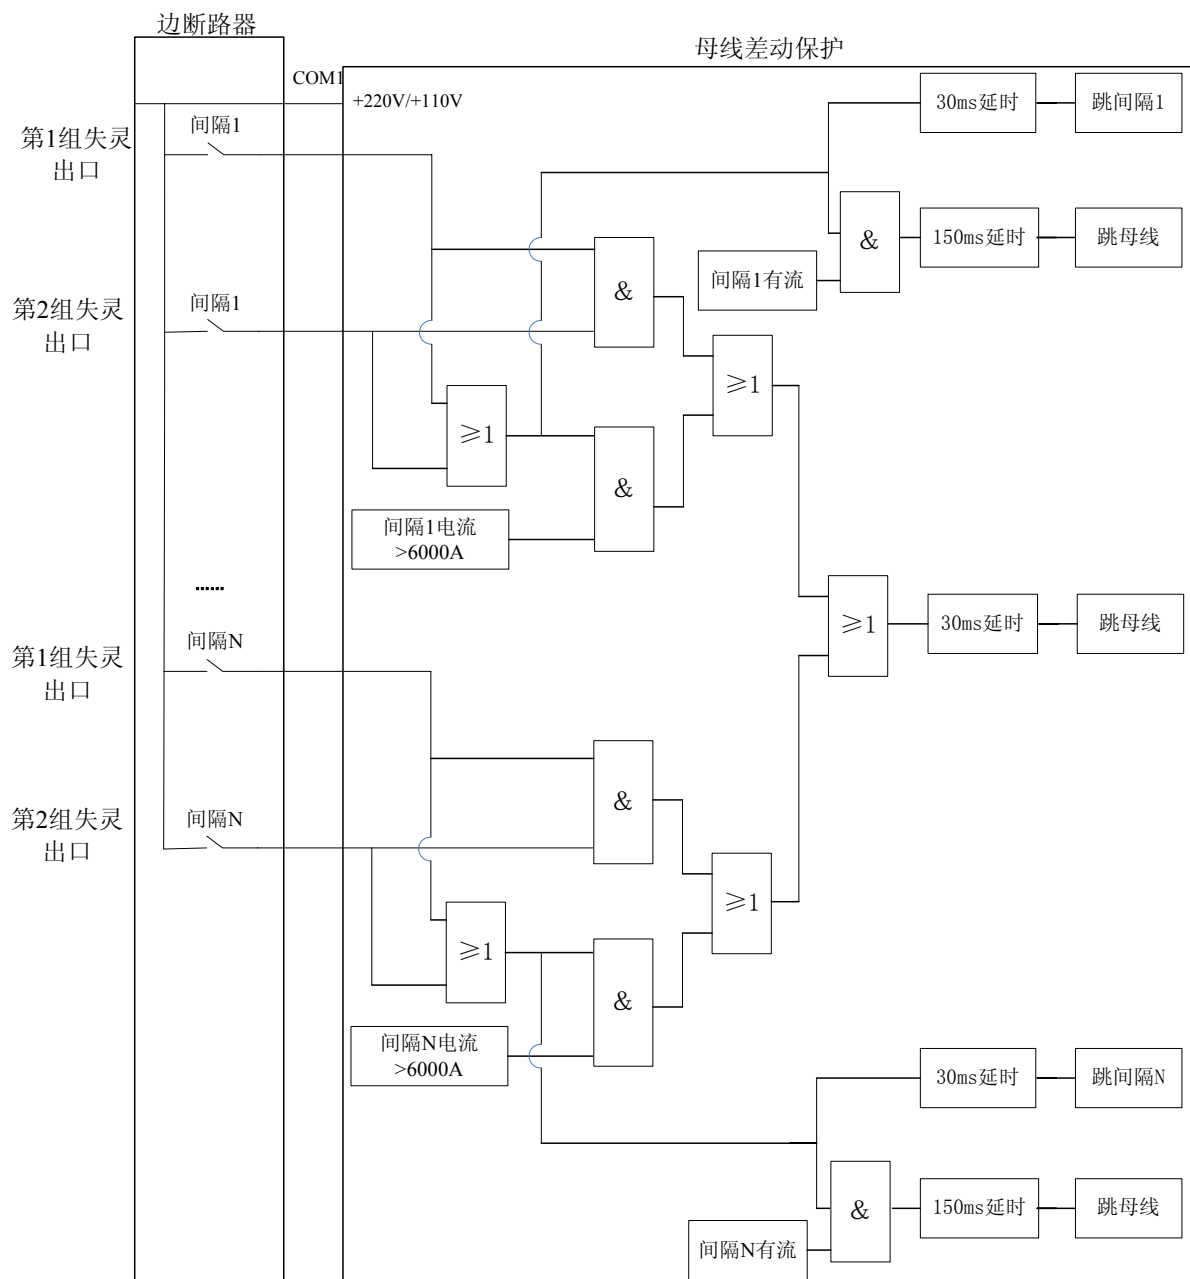 边断路器
母线差动保护
COM1
+220V/+110V
30ms延时
跳间隔1
第1组失灵
出口
间隔1
&
150ms延时
跳母线
间隔1有流
第2组失灵
出口
间隔1
&
≥1
≥1
&
间隔1电流
>6000A
......
≥1
30ms延时
跳母线
第1组失灵
出口
间隔N
&
第2组失灵
出口
间隔N
≥1
≥1
&
间隔N电流
>6000A
30ms延时
跳间隔N
&
150ms延时
跳母线
间隔N有流